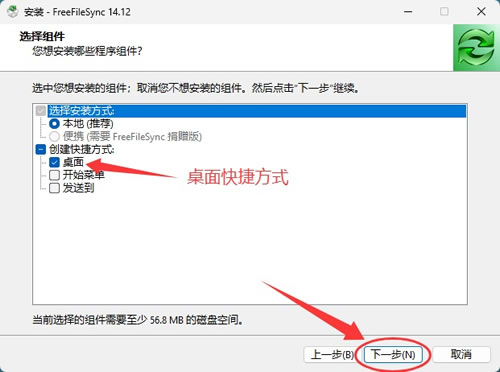 安装 - FreeFileSync 14.12
选择组件
您想安装哪些程序组件?
选中您想安装的组件；取消您不想安装的组件。然后点击“下一步”继续。
选择安装方式:
本地 (推荐)
便携 (需要 FreeFileSync 捐赠版)
创建快捷方式:
桌面
桌面快捷方式
开始菜单
发送到
当前选择的组件需要至少 56.8 MB 的磁盘空间。
上一步(B) 下一步(N) 取消